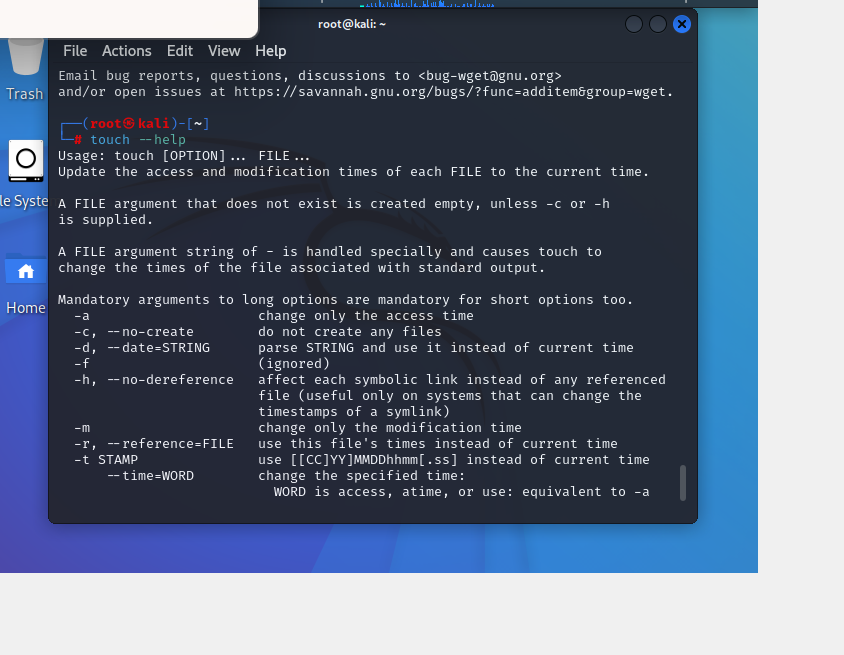 root@kali: ~
File Actions Edit View Help
Trash
le Syste
Home
Email bug reports, questions, discussions to <bug-wget@gnu.org>
and/or open issues at https://savannah.gnu.org/bugs/?func=additem&group=wget.
┌──(root㉿kali)-[~]
└─# touch --help
Usage: touch [OPTION]... FILE...
Update the access and modification times of each FILE to the current time.
A FILE argument that does not exist is created empty, unless -c or -h
is supplied.
A FILE argument string of - is handled specially and causes touch to
change the times of the file associated with standard output.
Mandatory arguments to long options are mandatory for short options too.
-a change only the access time
-c, --no-create do not create any files
-d, --date=STRING parse STRING and use it instead of current time
-f (ignored)
-h, --no-dereference affect each symbolic link instead of any referenced
file (useful only on systems that can change the
timestamps of a symlink)
-m change only the modification time
-r, --reference=FILE use this file's times instead of current time
-t STAMP use [[CC]YY]MMDDhhmm[.ss] instead of current time
--time=WORD change the specified time:
WORD is access, atime, or use: equivalent to -a